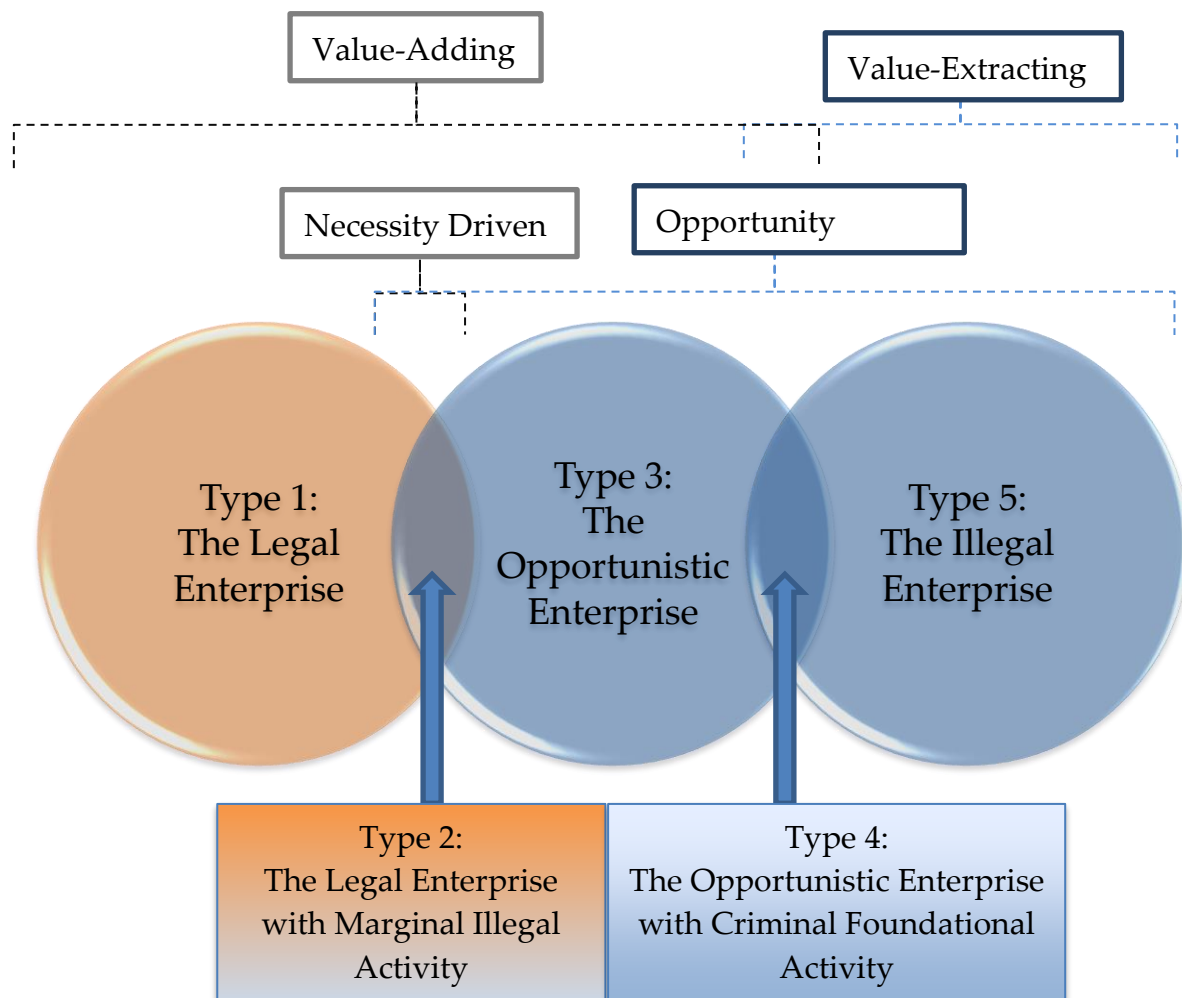 Value-Adding
Value-Extracting
Necessity Driven
Opportunity
Type 1:
The Legal
Enterprise
Type 3:
The
Opportunistic
Enterprise
Type 5:
The Illegal
Enterprise
Type 2:
The Legal Enterprise
with Marginal Illegal
Activity
Type 4:
The Opportunistic Enterprise
with Criminal Foundational
Activity